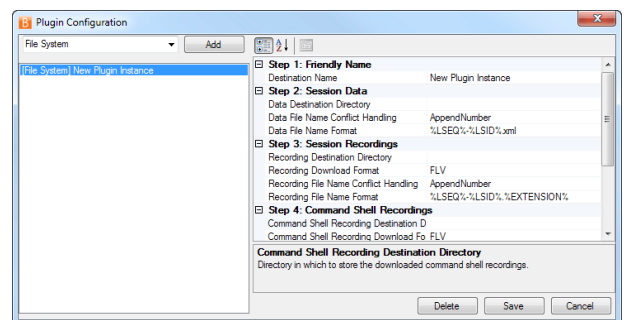 Plugin Configuration
File System
Add
[File System] New Plugin Instance
Step 1: Friendly Name
Destination Name New Plugin Instance
Step 2: Session Data
Data Destination Directory
Data File Name Conflict Handling AppendNumber
Data File Name Format %LSEQ%-%LSID%.xml
Step 3: Session Recordings
Recording Destination Directory
Recording Download Format FLV
Recording File Name Conflict Handling AppendNumber
Recording File Name Format %LSEQ%-%LSID%.%EXTENSION%
Step 4: Command Shell Recordings
Command Shell Recording Destination D
Command Shell Recording Download Fo FLV
Command Shell Recording Destination Directory
Directory in which to store the downloaded command shell recordings.
Delete Save Cancel